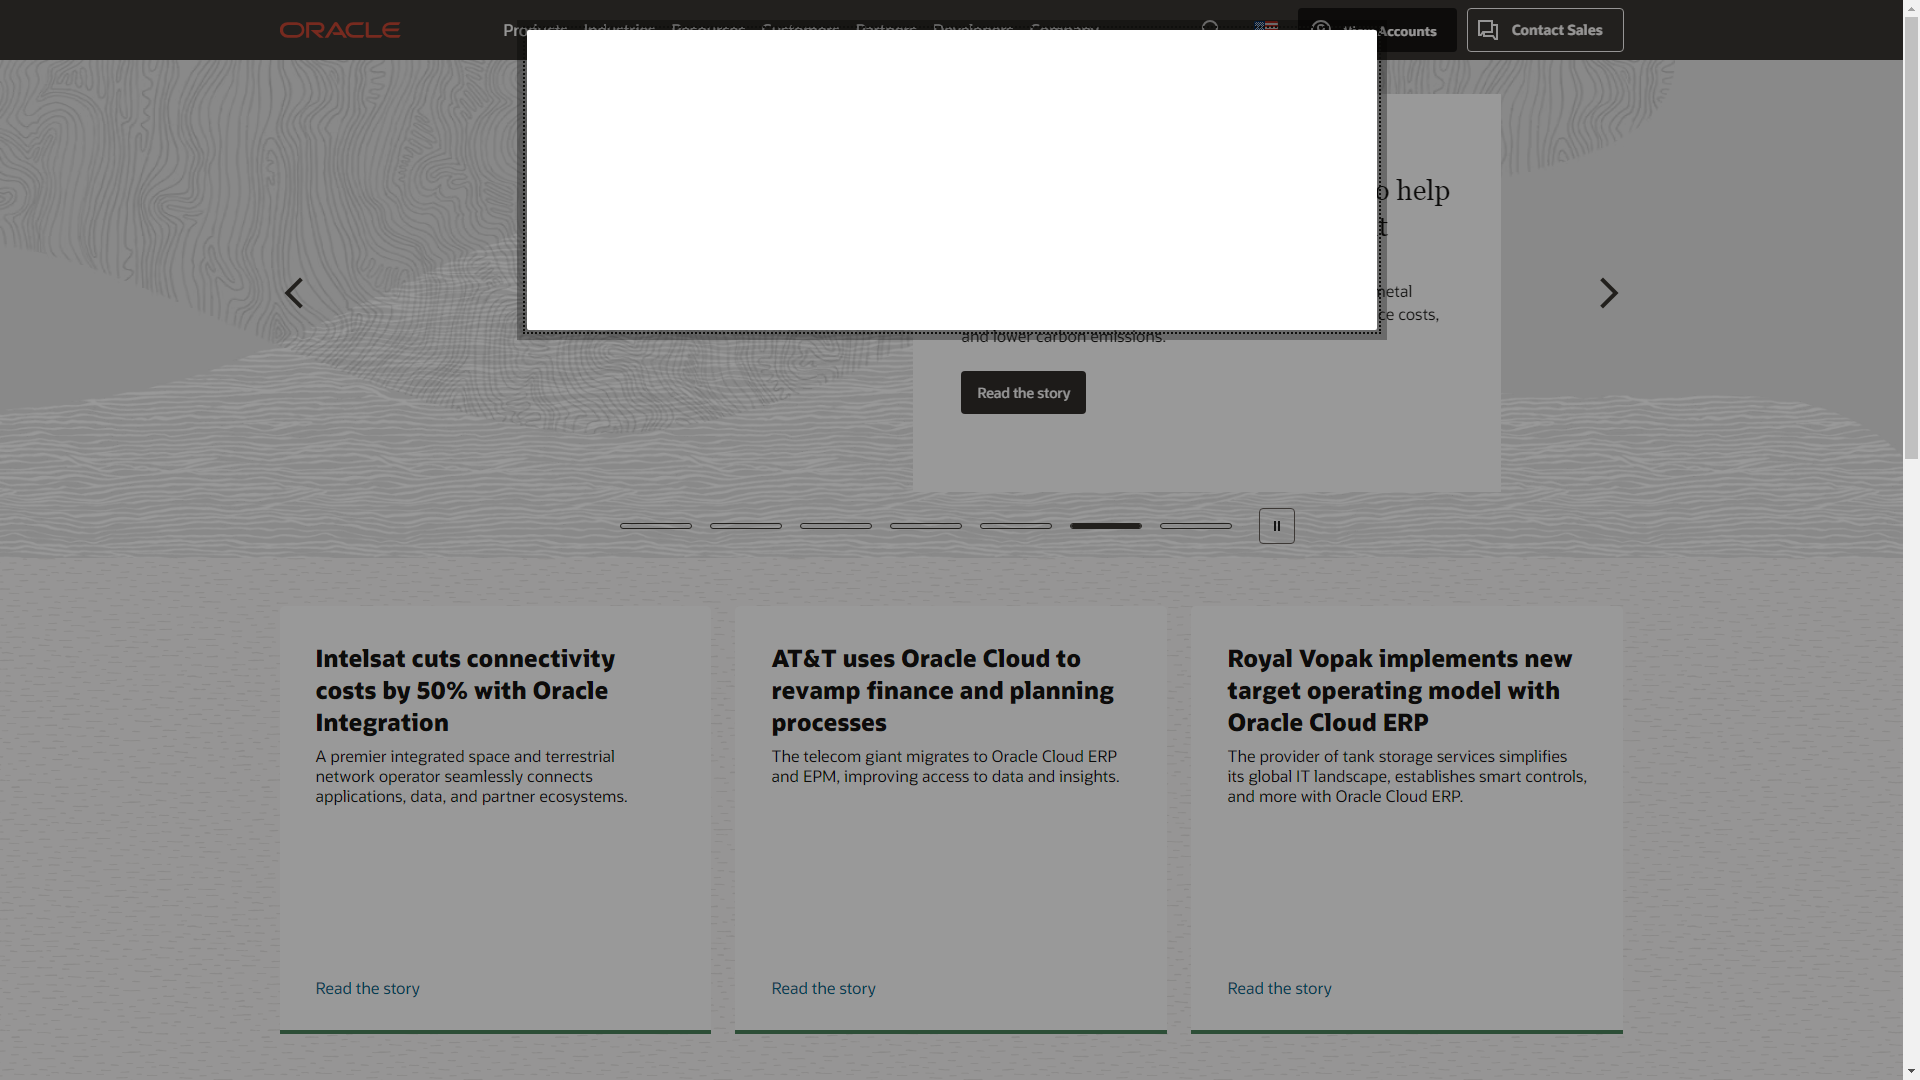 ORACLE
Products Industries Resources Customers Partners Developers Company
View Accounts
Contact Sales
help
metal
ce costs,
and lower carbon emissions.
Read the story
Intelsat cuts connectivity
costs by 50% with Oracle
Integration
A premier integrated space and terrestrial
network operator seamlessly connects
applications, data, and partner ecosystems.
Read the story
AT&T uses Oracle Cloud to
revamp finance and planning
processes
The telecom giant migrates to Oracle Cloud ERP
and EPM, improving access to data and insights.
Read the story
Royal Vopak implements new
target operating model with
Oracle Cloud ERP
The provider of tank storage services simplifies
its global IT landscape, establishes smart controls,
and more with Oracle Cloud ERP.
Read the story